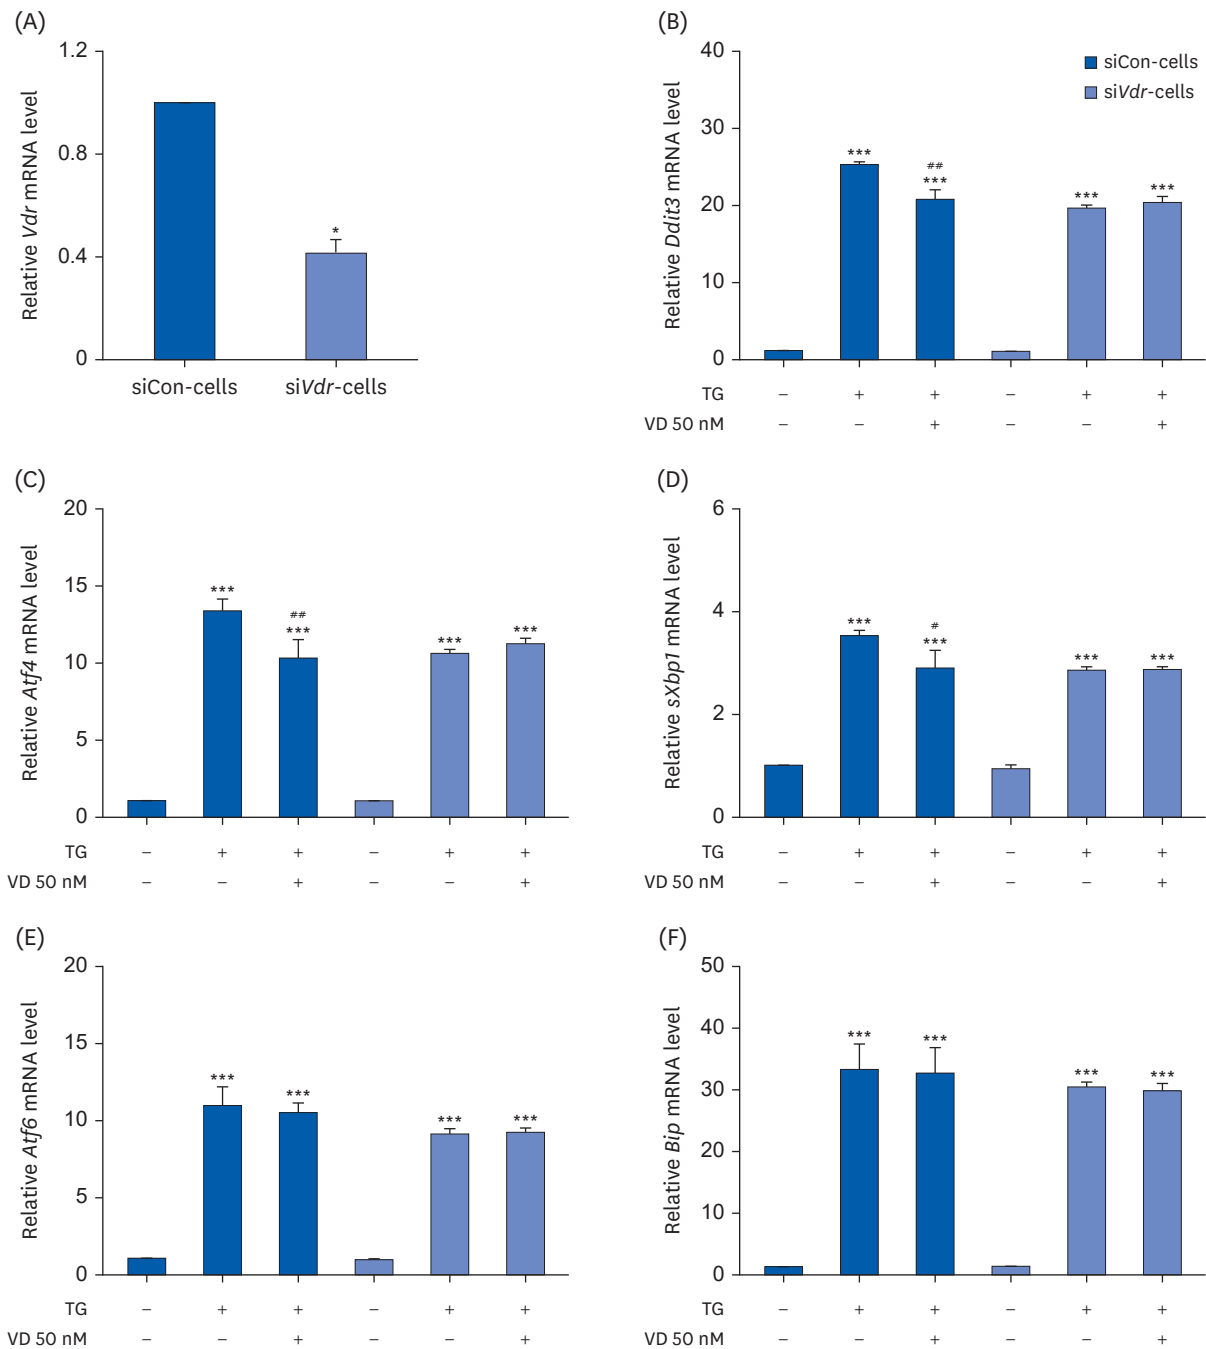 (A)
Relative Vdr mRNA level
1.2
0.8
0.4
0
*
siCon-cells siVdr-cells
(B)
Relative Ddit3 mRNA level
40
30
20
10
0
siCon-cells
siVdr-cells
*** ## *** *** ***
TG − + + − + +
VD 50 nM − − + − − +
(C)
Relative Atf4 mRNA level
20
15
10
5
0
*** ## *** *** ***
TG − + + − + +
VD 50 nM − − + − − +
(D)
Relative sXbp1 mRNA level
6
4
2
0
*** # *** *** ***
TG − + + − + +
VD 50 nM − − + − − +
(E)
Relative Atf6 mRNA level
20
15
10
5
0
*** *** *** ***
TG − + + − + +
VD 50 nM − − + − − +
(F)
Relative Bip mRNA level
50
40
30
20
10
0
*** *** *** ***
TG − + + − + +
VD 50 nM − − + − − +